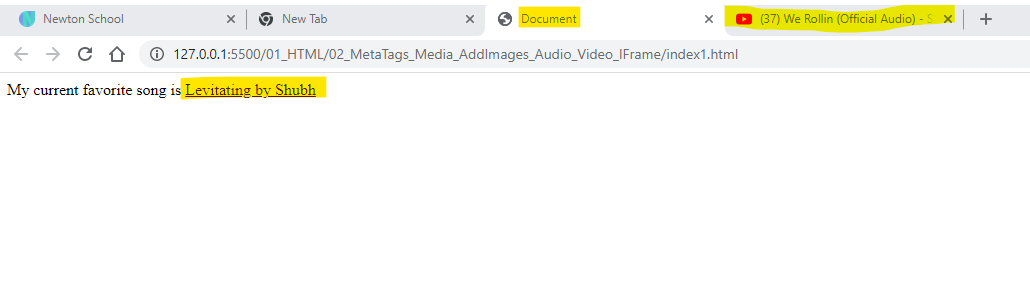 Newton School
New Tab
Document
(37) We Rollin (Official Audio) - S
127.0.0.1:5500/01_HTML/02_MetaTags_Media_AddImages_Audio_Video_IFrame/index1.html
My current favorite song is Levitating by Shubh